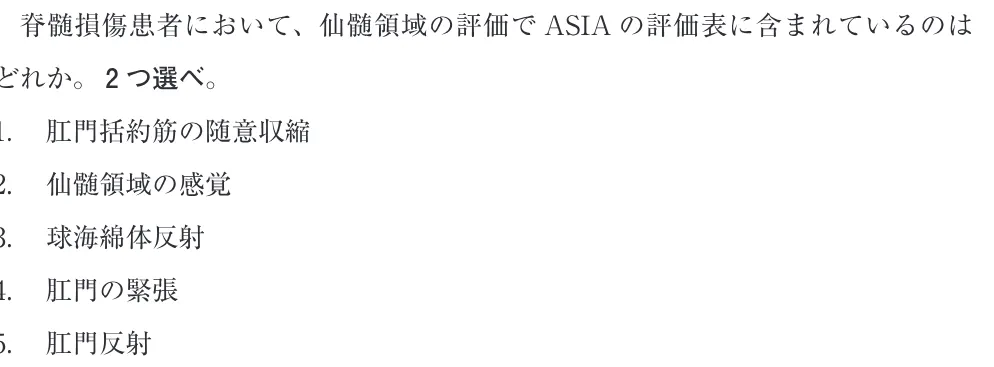 脊髄損傷患者において、仙髄領域の評価で ASIA の評価表に含まれているのは
どれか。2つ選べ。
1. 肛門括約筋の随意収縮
2. 仙髄領域の感覚
3. 球海綿体反射
4. 肛門の緊張
5. 肛門反射